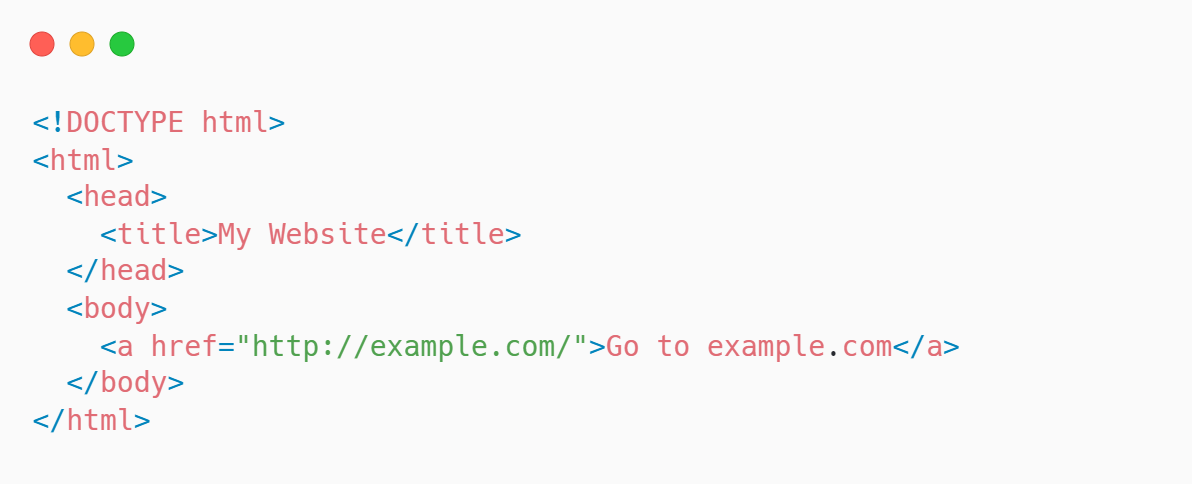 <!DOCTYPE html>
<html>
  <head>
    <title>My Website</title>
  </head>
  <body>
    <a href="http://example.com/">Go to example.com</a>
  </body>
</html>